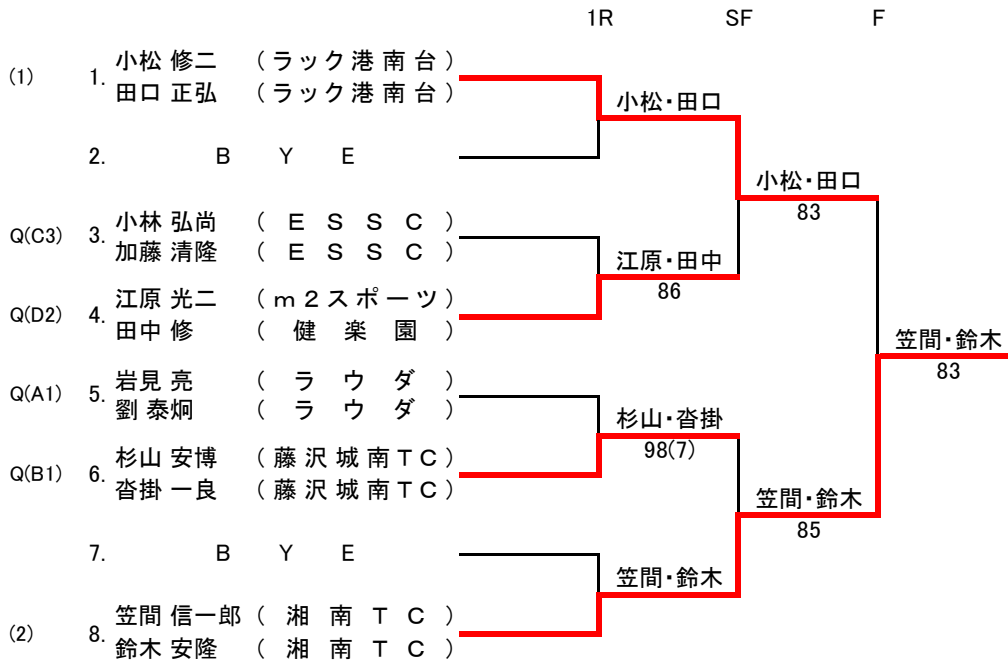 1R SF F
(1) 1. 小松 修二 (ラック港南台)
田口 正弘 (ラック港南台)
小松・田口
2. B Y E
小松・田口
83
Q(C3) 3. 小林 弘尚 (E S S C)
加藤 清隆 (E S S C)
江原・田中
86
Q(D2) 4. 江原 光二 (m2スポーツ)
田中 修 (健 楽 園)
笠間・鈴木
83
Q(A1) 5. 岩見 亮 (ラ ウ ダ)
劉 泰炯 (ラ ウ ダ)
杉山・沓掛
98(7)
Q(B1) 6. 杉山 安博 (藤沢城南TC)
沓掛 一良 (藤沢城南TC)
笠間・鈴木
85
7. B Y E
笠間・鈴木
(2) 8. 笠間 信一郎 (湘 南 T C)
鈴木 安隆 (湘 南 T C)